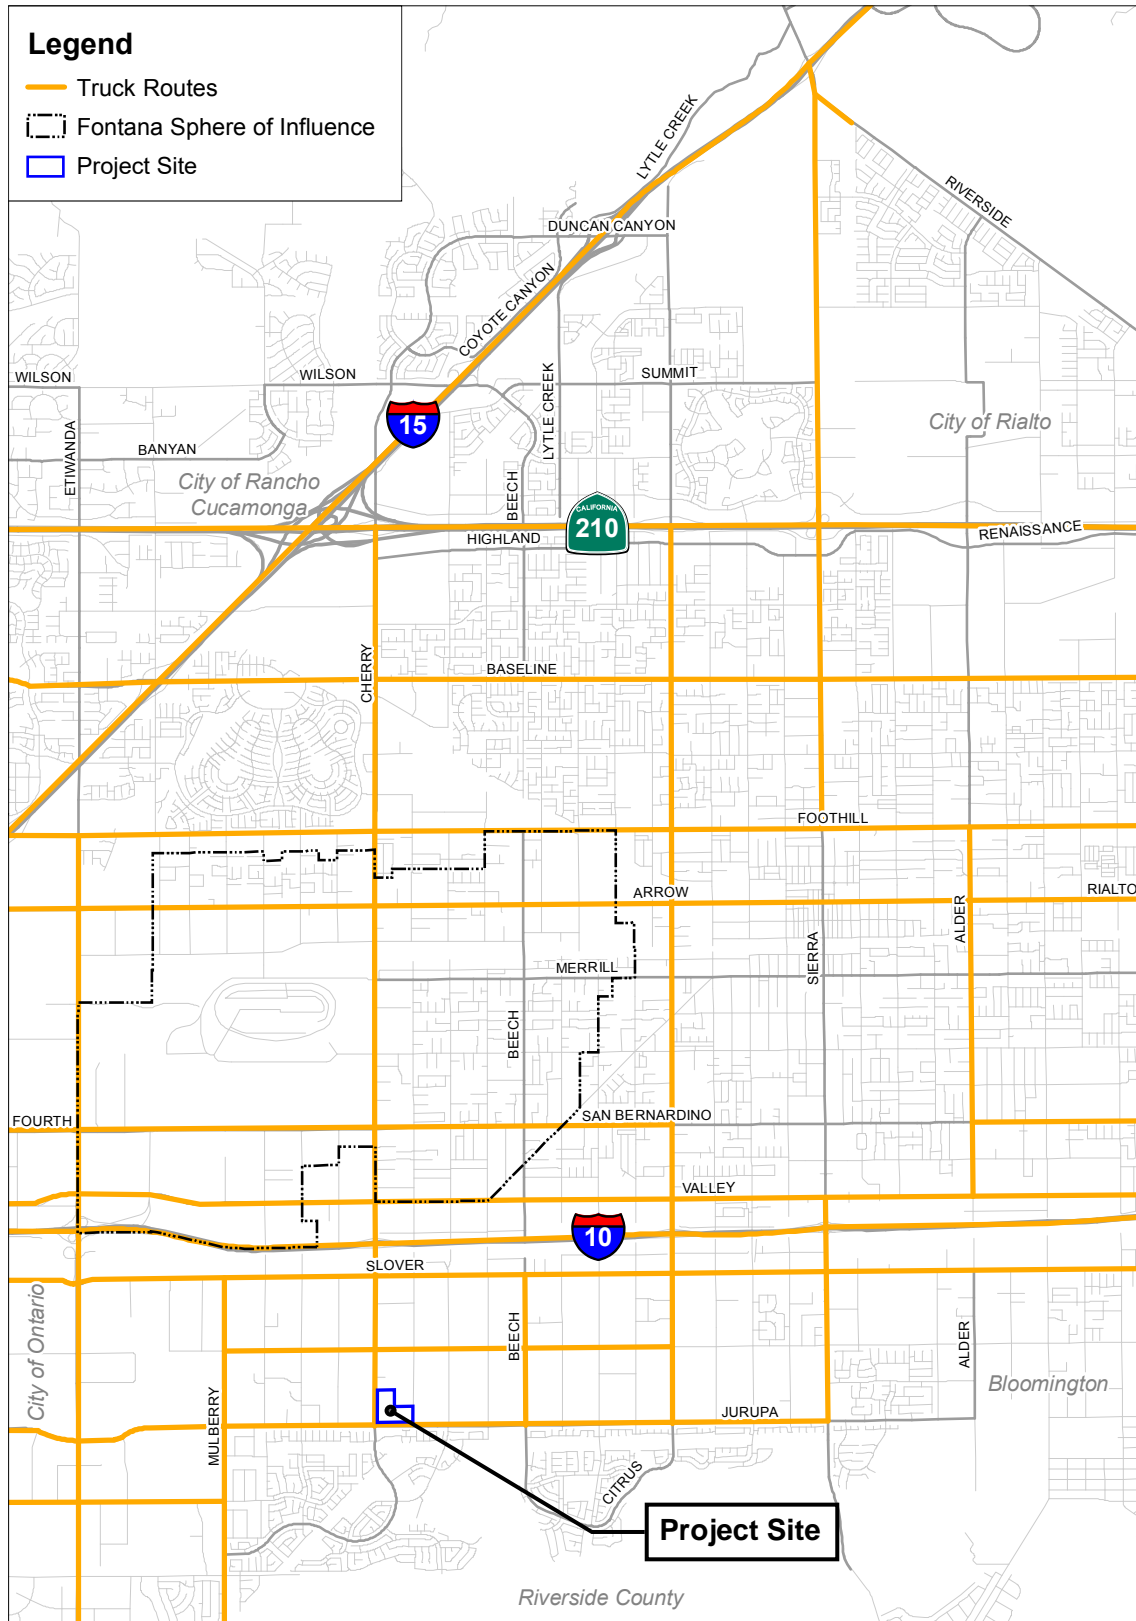 Legend
Truck Routes
Fontana Sphere of Influence
Project Site
LYTLE CREEK
RIVERSIDE
DUNCAN CANYON
COYOTE CANYON
WILSON
WILSON
SUMMIT
LYTLE CREEK
15
City of Rialto
ETIWANDA
BANYAN
City of Rancho
Cucamonga
BEECH
CALIFORNIA
210
HIGHLAND
RENAISSANCE
CHERRY
BASELINE
FOOTHILL
ARROW
RIALTO
ALDER
SIERRA
MERRILL
BEECH
FOURTH
SAN BERNARDINO
VALLEY
10
SLOVER
City of Ontario
BEECH
ALDER
Bloomington
MULBERRY
JURUPA
CITRUS
Project Site
Riverside County